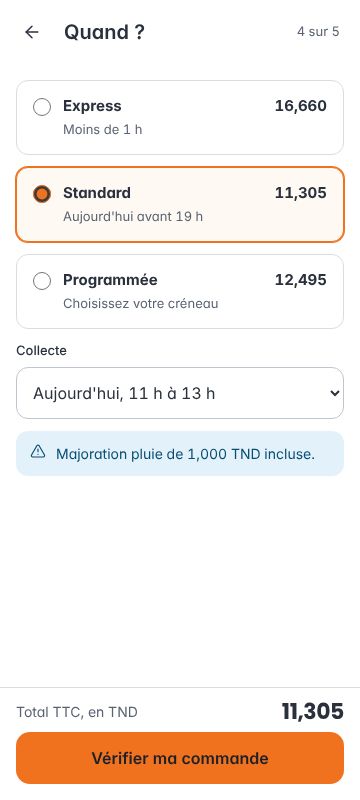 Quand ?
4 sur 5
Express
16,660
Moins de 1 h
Standard
11,305
Aujourd'hui avant 19 h
Programmée
12,495
Choisissez votre créneau
Collecte
Aujourd'hui, 11 h à 13 h
Majoration pluie de 1,000 TND incluse.
Total TTC, en TND
11,305
Vérifier ma commande